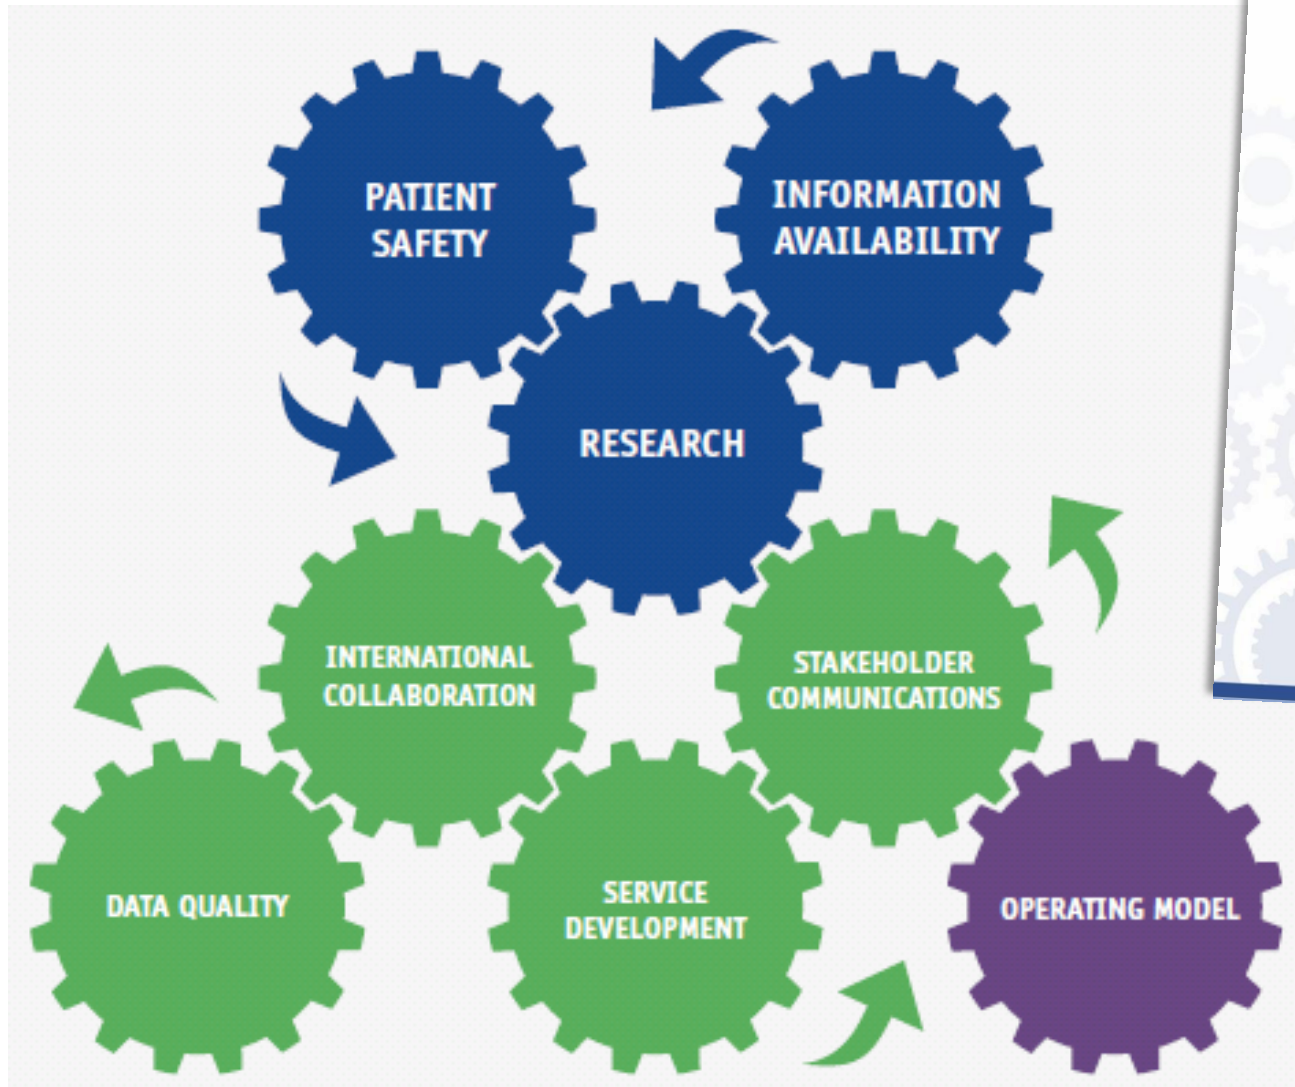 PATIENT
SAFETY
INFORMATION
AVAILABILITY
RESEARCH
INTERNATIONAL
COLLABORATION
STAKEHOLDER
COMMUNICATIONS
DATA QUALITY
SERVICE
DEVELOPMENT
OPERATING MODEL